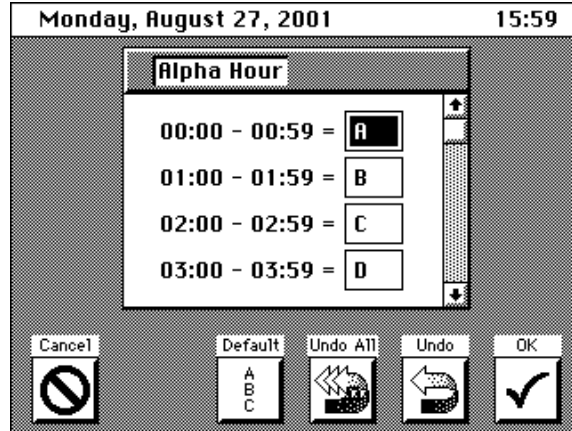 Monday, August 27, 2001 15:59
Alpha Hour
00:00 - 00:59 = A
01:00 - 01:59 = B
02:00 - 02:59 = C
03:00 - 03:59 = D
Cancel Default Undo All Undo OK
A
B
C